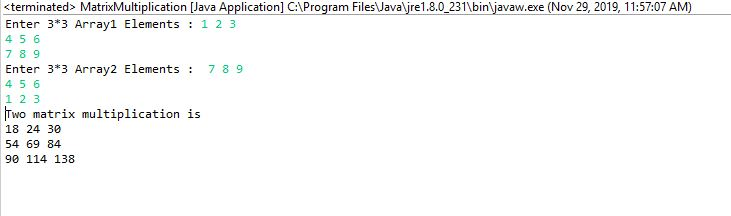 <terminated> MatrixMultiplication [Java Application] C:\Program Files\Java\jre1.8.0_231\bin\javaw.exe (Nov 29, 2019, 11:57:07 AM)
Enter 3*3 Array1 Elements : 1 2 3
4 5 6
7 8 9
Enter 3*3 Array2 Elements :  7 8 9
4 5 6
1 2 3
Two matrix multiplication is
18 24 30
54 69 84
90 114 138